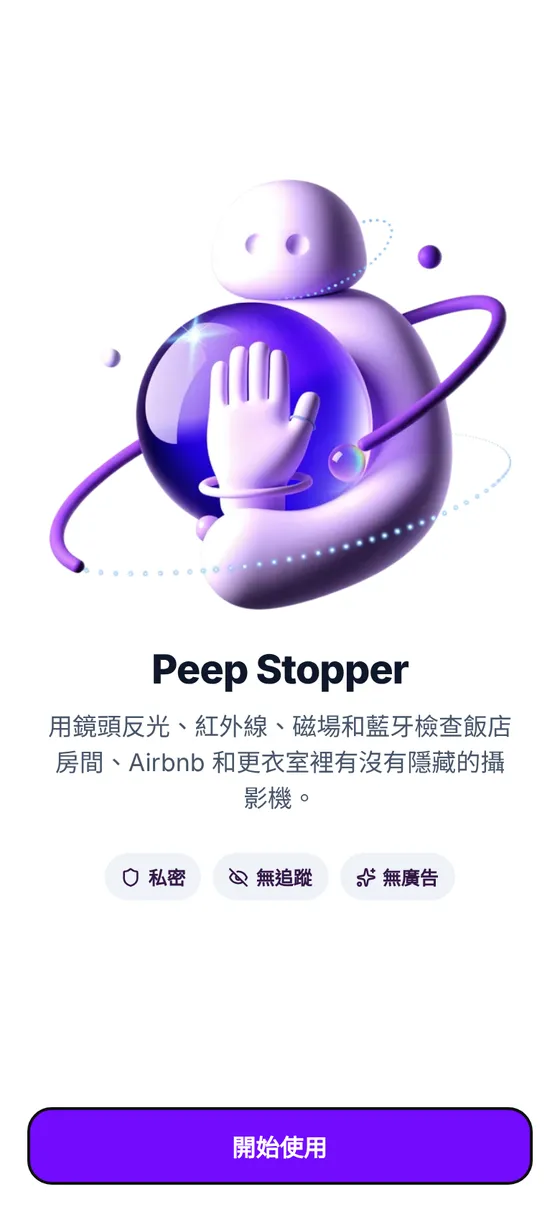 Peep Stopper
用鏡頭反光、紅外線、磁場和藍牙檢查飯店
房間、Airbnb 和更衣室裡有沒有隱藏的攝
影機。
私密
無追蹤
無廣告
開始使用